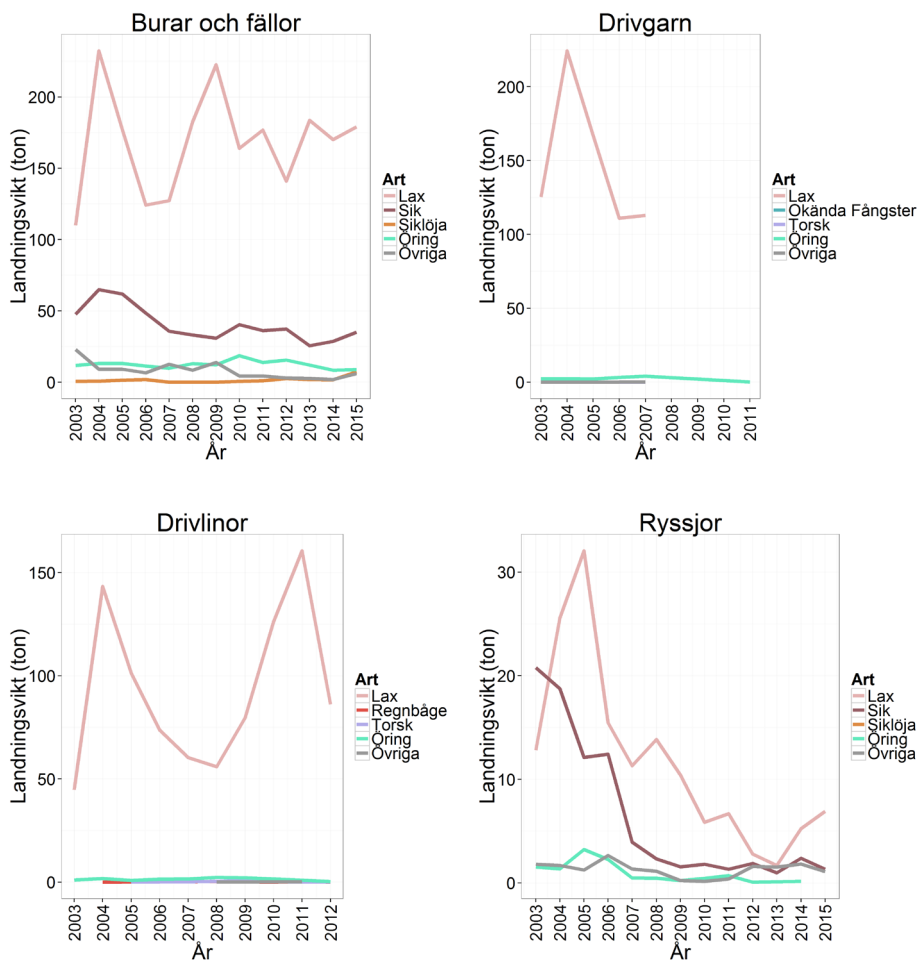 Burar och fällor
Landningsvikt (ton)
200
150
100
50
0
2003
2004
2005
2006
2007
2008
2009
2010
2011
2012
2013
2014
2015
År
Art
Lax
Sik
Siklöja
Öring
Övriga
Drivgarn
Landningsvikt (ton)
200
150
100
50
0
2003
2004
2005
2006
2007
2008
2009
2010
2011
År
Art
Lax
Okända Fångster
Torsk
Öring
Övriga
Drivlinor
Landningsvikt (ton)
150
100
50
0
2003
2004
2005
2006
2007
2008
2009
2010
2011
2012
År
Art
Lax
Regnbåge
Torsk
Öring
Övriga
Ryssjor
Landningsvikt (ton)
30
20
10
0
2003
2004
2005
2006
2007
2008
2009
2010
2011
2012
2013
2014
2015
År
Art
Lax
Sik
Siklöja
Öring
Övriga